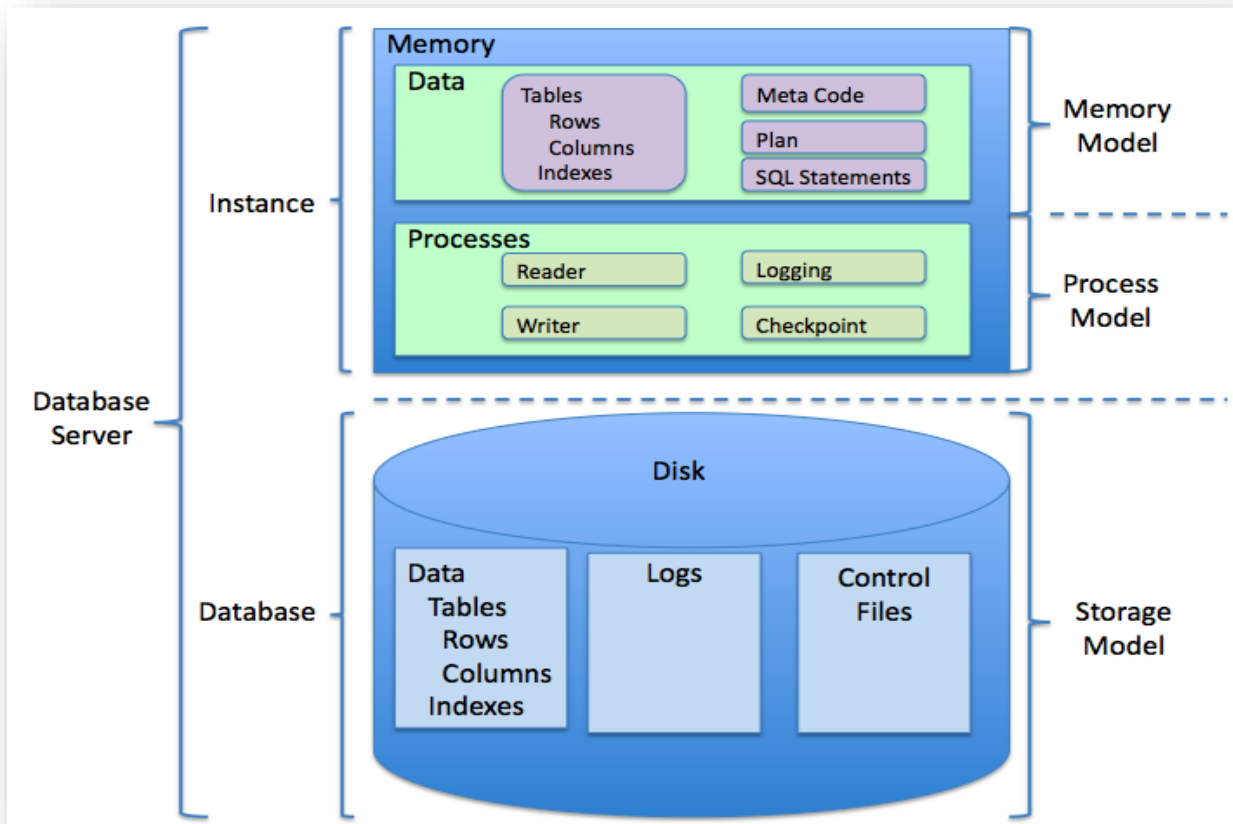 Memory
Data
Tables
Rows
Columns
Indexes
Meta Code
Plan
SQL Statements
Memory
Model
Instance
Processes
Reader
Logging
Writer
Checkpoint
Process
Model
Database
Server
Disk
Data
Tables
Rows
Columns
Indexes
Logs
Control
Files
Database
Storage
Model